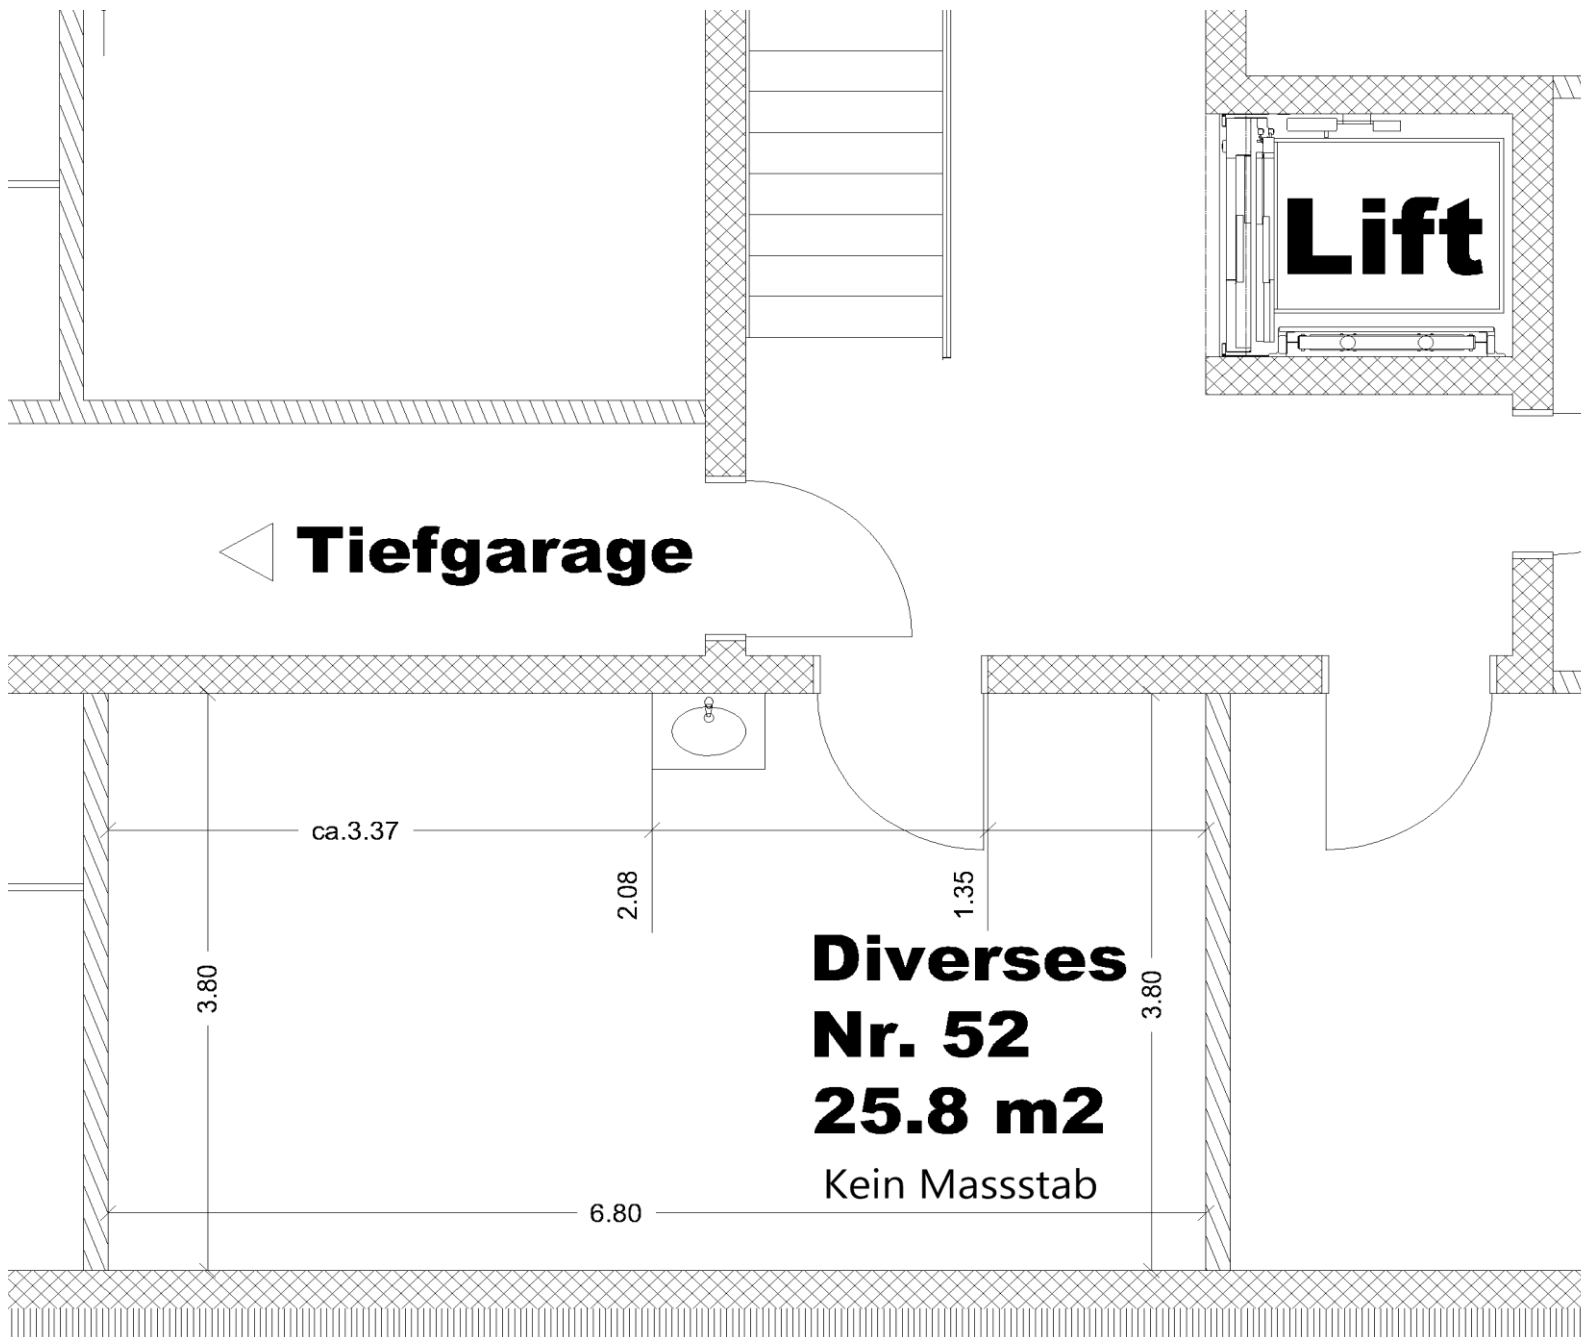 Lift
Tiefgarage
ca.3.37
2.08
1.35
3.80
Diverses
Nr. 52
25.8 m2
Kein Massstab
3.80
6.80